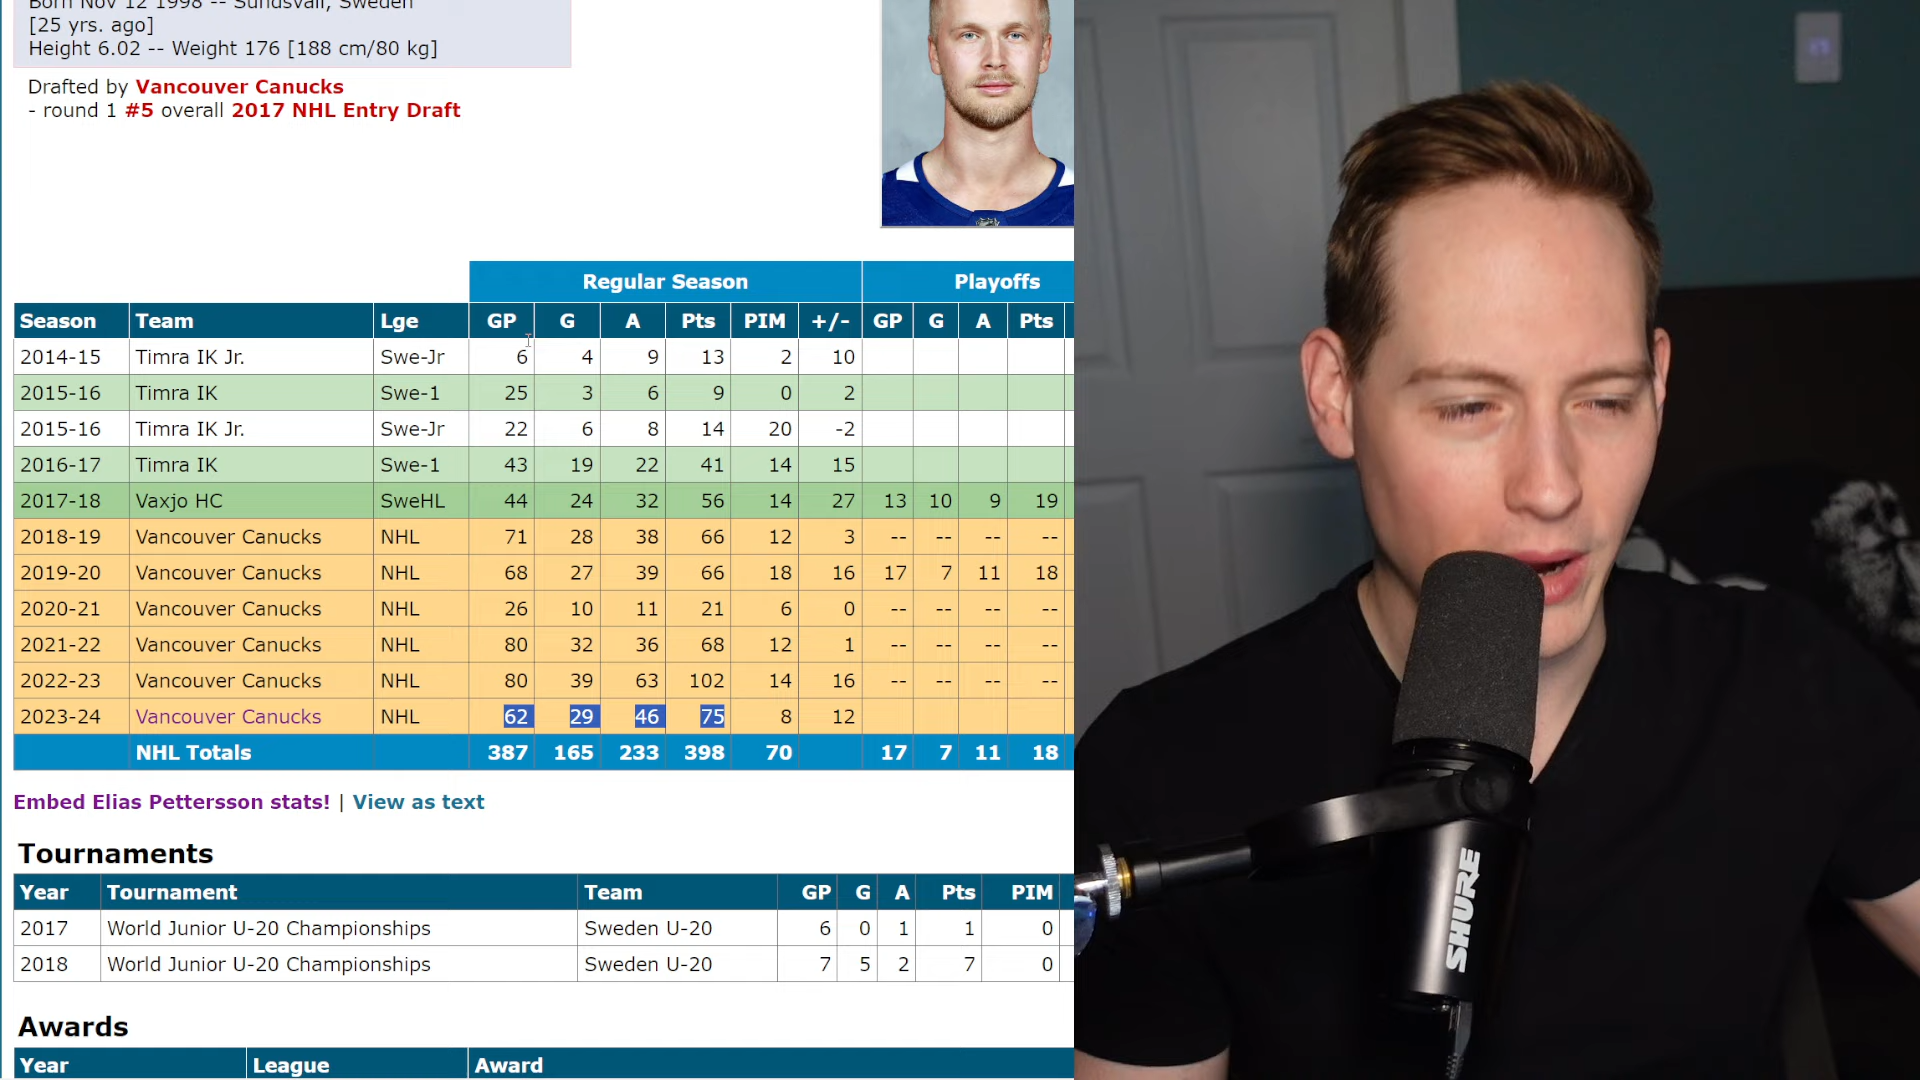 Born Nov 12 1998 -- Sundsvall, Sweden
[25 yrs. ago]
Height 6.02 -- Weight 176 [188 cm/80 kg]
Drafted by Vancouver Canucks
- round 1 #5 overall 2017 NHL Entry Draft
Regular Season Playoffs
Season Team Lge GP G A Pts PIM +/- GP G A Pts
2014-15 Timra IK Jr. Swe-Jr 6 4 9 13 2 10
2015-16 Timra IK Swe-1 25 3 6 9 0 2
2015-16 Timra IK Jr. Swe-Jr 22 6 8 14 20 -2
2016-17 Timra IK Swe-1 43 19 22 41 14 15
2017-18 Vaxjo HC SweHL 44 24 32 56 14 27 13 10 9 19
2018-19 Vancouver Canucks NHL 71 28 38 66 12 3 -- -- -- --
2019-20 Vancouver Canucks NHL 68 27 39 66 18 16 17 7 11 18
2020-21 Vancouver Canucks NHL 26 10 11 21 6 0 -- -- -- --
2021-22 Vancouver Canucks NHL 80 32 36 68 12 1 -- -- -- --
2022-23 Vancouver Canucks NHL 80 39 63 102 14 16 -- -- -- --
2023-24 Vancouver Canucks NHL 62 29 46 75 8 12
NHL Totals 387 165 233 398 70 17 7 11 18
Embed Elias Pettersson stats! | View as text
Tournaments
Year Tournament Team GP G A Pts PIM
2017 World Junior U-20 Championships Sweden U-20 6 0 1 1 0
2018 World Junior U-20 Championships Sweden U-20 7 5 2 7 0
Awards
Year League Award
SHURE